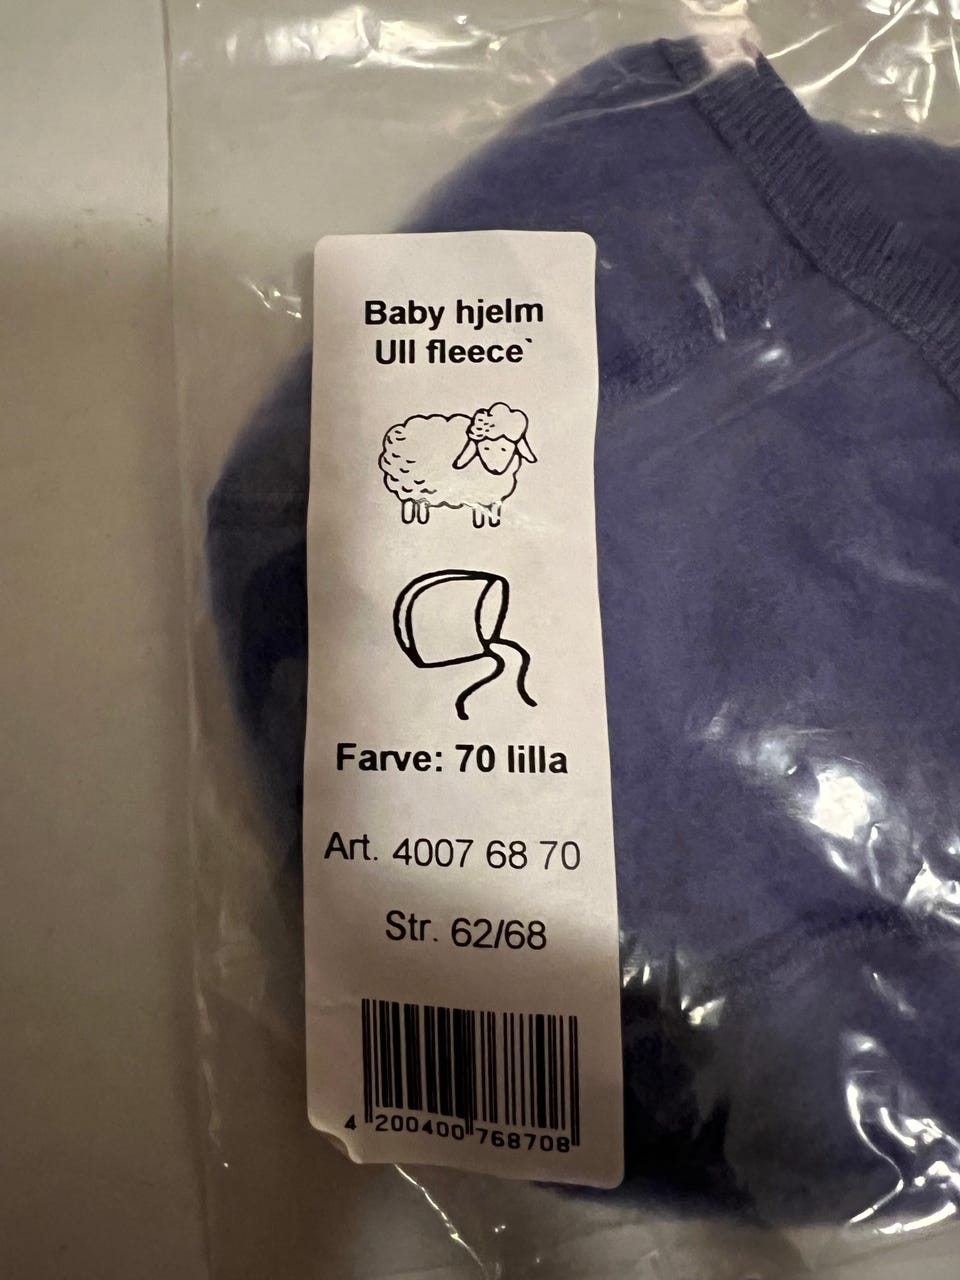 Baby hjelm
Ull fleece`
Farve: 70 lilla
Art. 4007 68 70
Str. 62/68
4 200400 768708